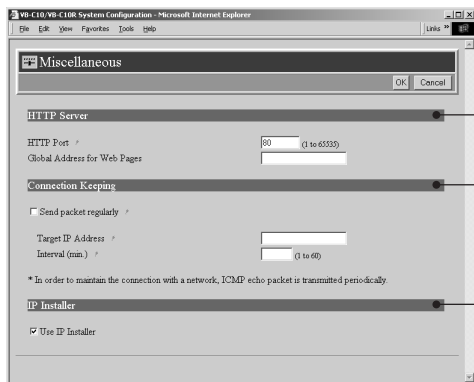 VB-C10/VB-C10R System Configuration - Microsoft Internet Explorer
File Edit View Favorites Tools Help
Links »
Miscellaneous
OK Cancel
HTTP Server
HTTP Port 80 (1 to 65535)
Global Address for Web Pages
Connection Keeping
Send packet regularly
Target IP Address
Interval (min.) (1 to 60)
* In order to maintain the connection with a network, ICMP echo packet is transmitted periodically.
IP Installer
Use IP Installer